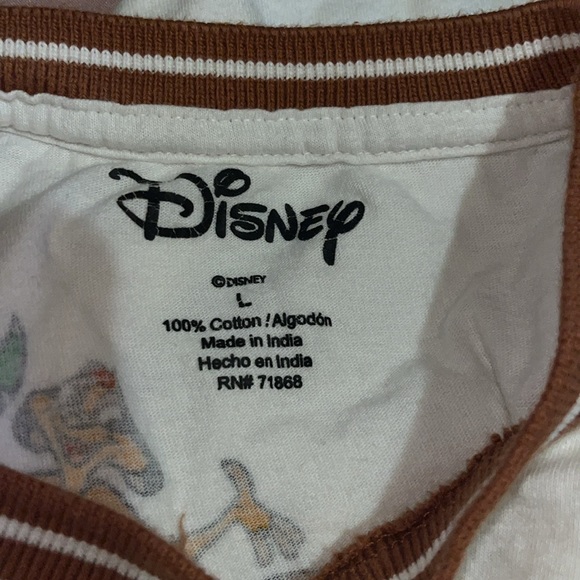 Disney
©DISNEY
L
100% Cotton / Algodón
Made in India
Hecho en India
RN# 71868